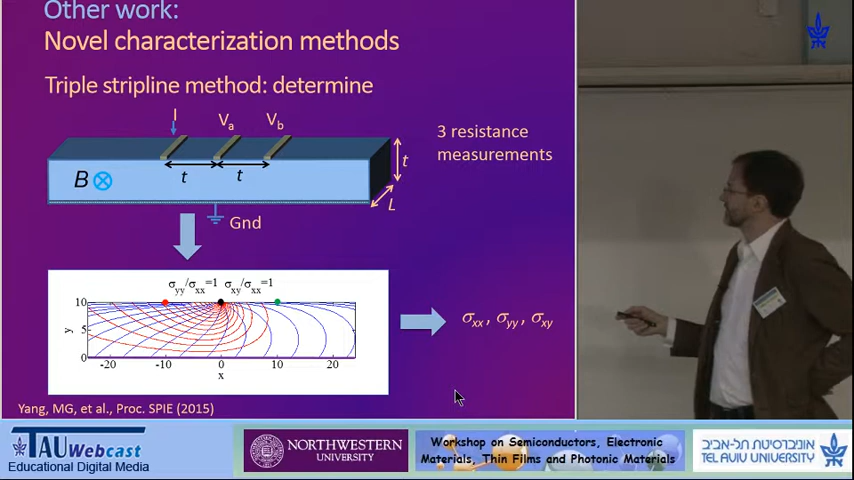 Other work:
Novel characterization methods
Triple stripline method: determine
I
Va
Vb
3 resistance
measurements
B
t
t
t
L
Gnd
σyy/σxx=1 σxy/σxx=1
10
5
0
y
-20
-10
0
10
20
x
σxx, σyy, σxy
Yang, MG, et al., Proc. SPIE (2015)
TAU Webcast
Educational Digital Media
NORTHWESTERN
UNIVERSITY
Workshop on Semiconductors, Electronic
Materials, Thin Films and Photonic Materials
אוניברסיטת תל-אביב
TEL AVIV UNIVERSITY